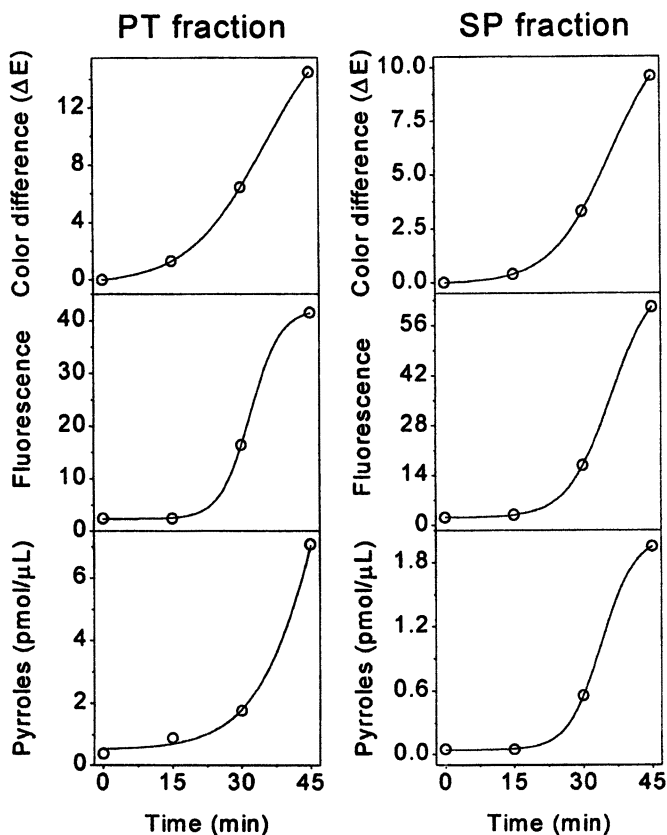 PT fraction
SP fraction
Color difference (ΔE)
14
10
6
4
0
Color difference (ΔE)
10.0
7.5
5.0
2.5
0.0
Fluorescence
40
30
20
10
0
Fluorescence
56
42
28
14
0
Pyrroles (pmol/μL)
6
4
2
0
Pyrroles (pmol/μL)
1.8
1.2
0.6
0.0
0 15 30 45
0 15 30 45
Time (min)
Time (min)